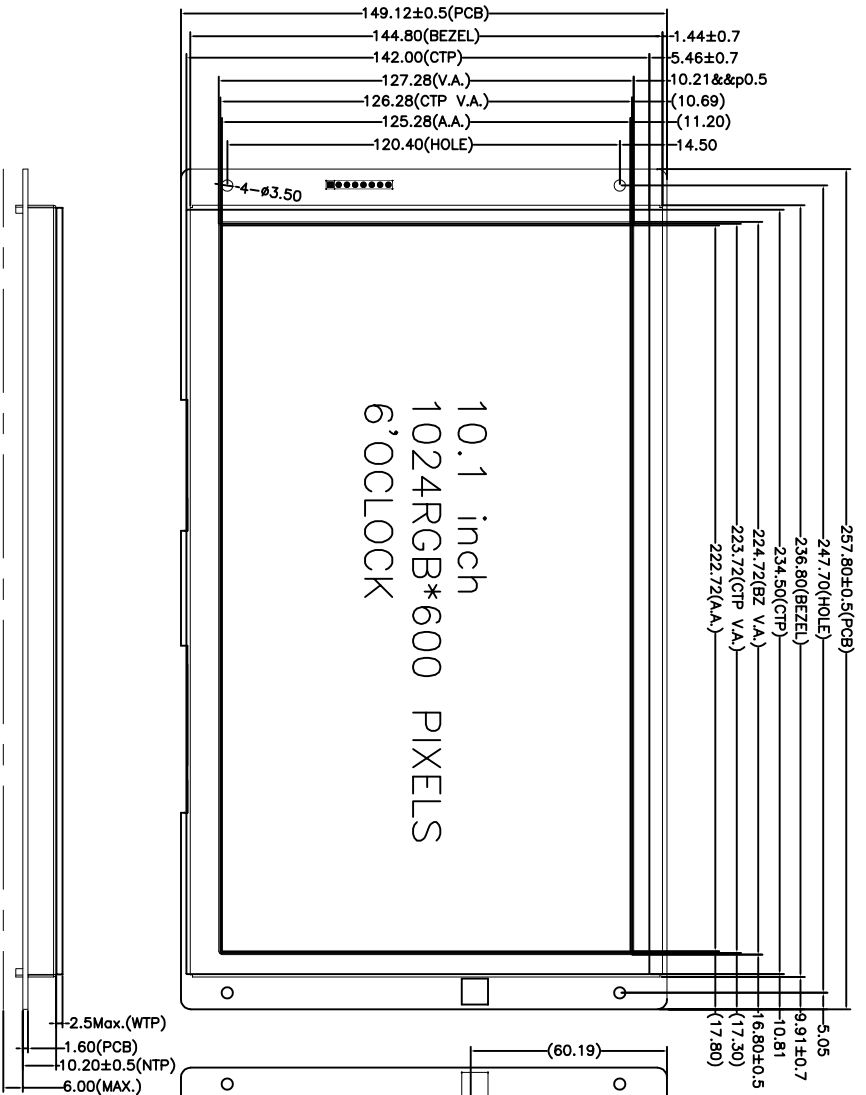 149.12±0.5(PCB)
144.80(BEZEL)
1.44±0.7
142.00(CTP)
5.46±0.7
127.28(V.A.)
10.21&&p0.5
126.28(CTP V.A.)
(10.69)
125.28(A.A.)
(11.20)
120.40(HOLE)
14.50
4-ø3.50
10.1 inch
1024RGB*600 PIXELS
6'OCLOCK
257.80±0.5(PCB)
247.70(HOLE)
236.80(BEZEL)
234.50(CTP)
224.72(BZ V.A.)
223.72(CTP V.A.)
222.72(A.A.)
5.05
9.91±0.7
10.81
16.80±0.5
(17.30)
(17.80)
2.5Max.(WTP)
1.60(PCB)
10.20±0.5(NTP)
6.00(MAX.)
(60.19)